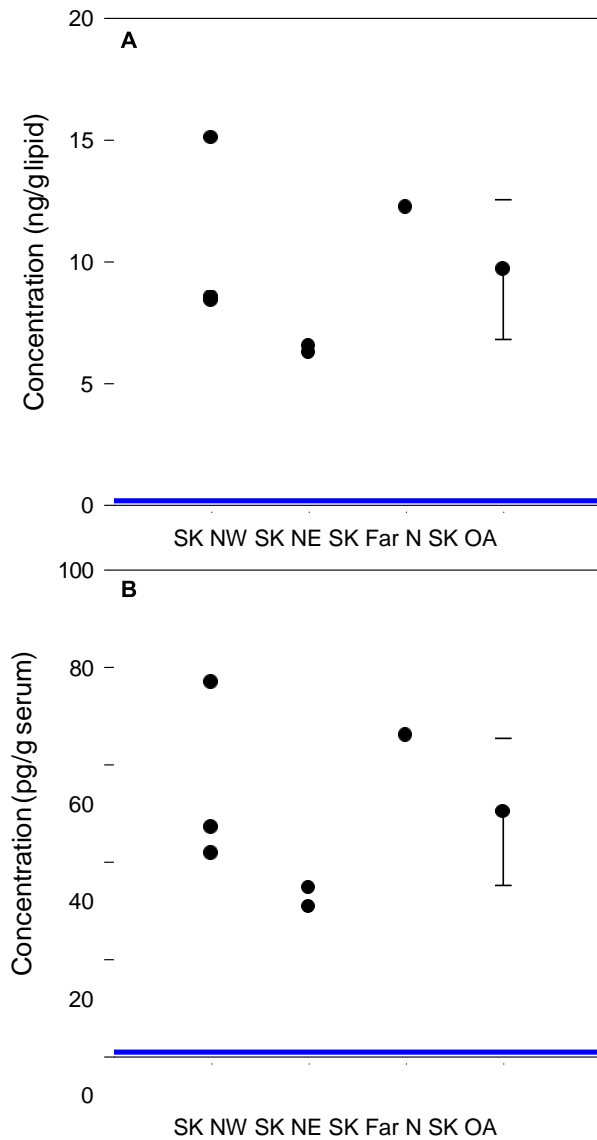 20
A
15
10
5
0
Concentration (ng/g lipid)
SK NW SK NE SK Far N SK OA
100
B
80
60
40
20
0
Concentration (pg/g serum)
SK NW SK NE SK Far N SK OA